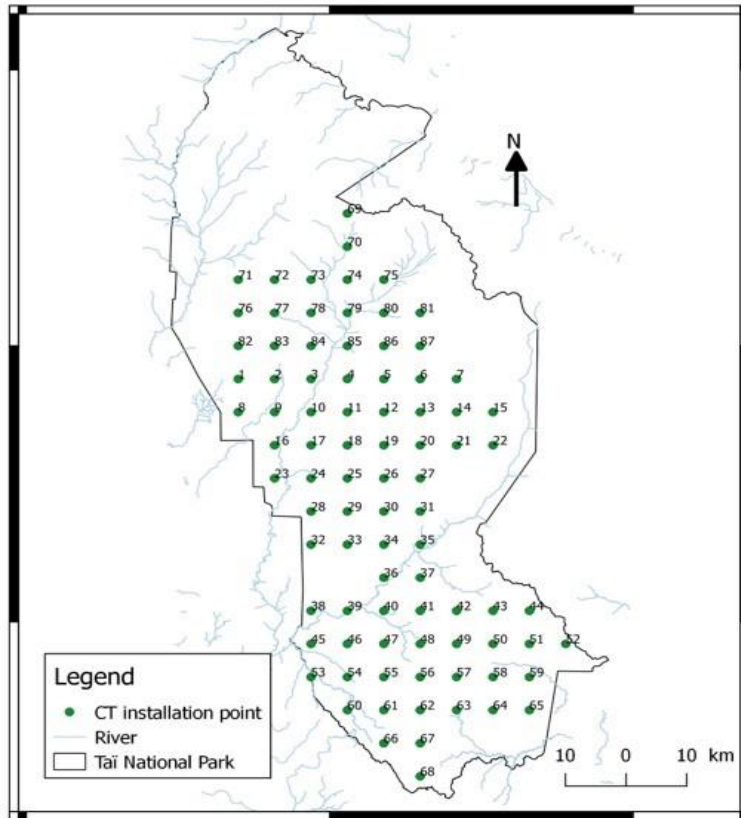 N
69
70
71 72 73 74 75
76 77 78 79 80 81
82 83 84 85 86 87
1 2 3 4 5 6 7
8 9 10 11 12 13 14 15
16 17 18 19 20 21 22
23 24 25 26 27
28 29 30 31
32 33 34 35
36 37
38 39 40 41 42 43 44
45 46 47 48 49 50 51 52
53 54 55 56 57 58 59
60 61 62 63 64 65
66 67
68
Legend
CT installation point
River
Taï National Park
10 0 10 km